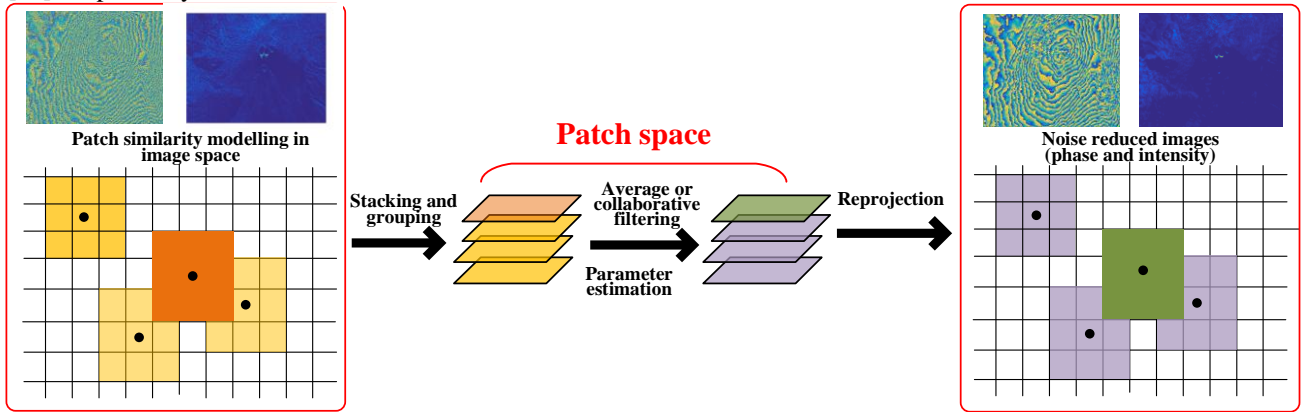 Patch similarity modelling in
image space
Stacking and
grouping
Patch space
Average or
collaborative
filtering
Parameter
estimation
Reprojection
Noise reduced images
(phase and intensity)